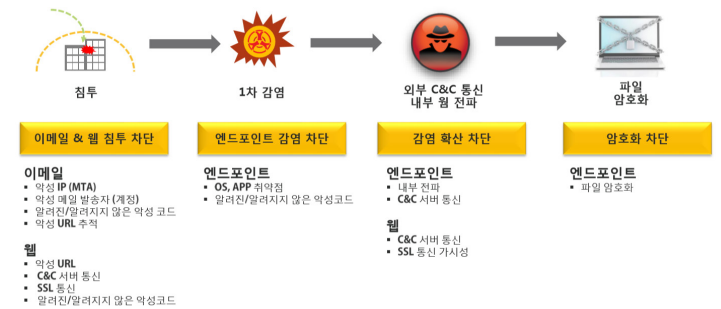 침투
1차 감염
외부 C&C 통신
내부 웜 전파
파일
암호화
이메일 & 웹 침투 차단
엔드포인트 감염 차단
감염 확산 차단
암호화 차단
이메일
▪ 악성 IP (MTA)
▪ 악성 메일 발송자 (계정)
▪ 알려진/알려지지 않은 악성 코드
▪ 악성 URL 추적
웹
▪ 악성 URL
▪ C&C 서버 통신
▪ SSL 통신
▪ 알려진/알려지지 않은 악성코드
엔드포인트
▪ OS, APP 취약점
▪ 알려진/알려지지 않은 악성코드
엔드포인트
▪ 내부 전파
▪ C&C 서버 통신
웹
▪ C&C 서버 통신
▪ SSL 통신 가시성
엔드포인트
▪ 파일 암호화